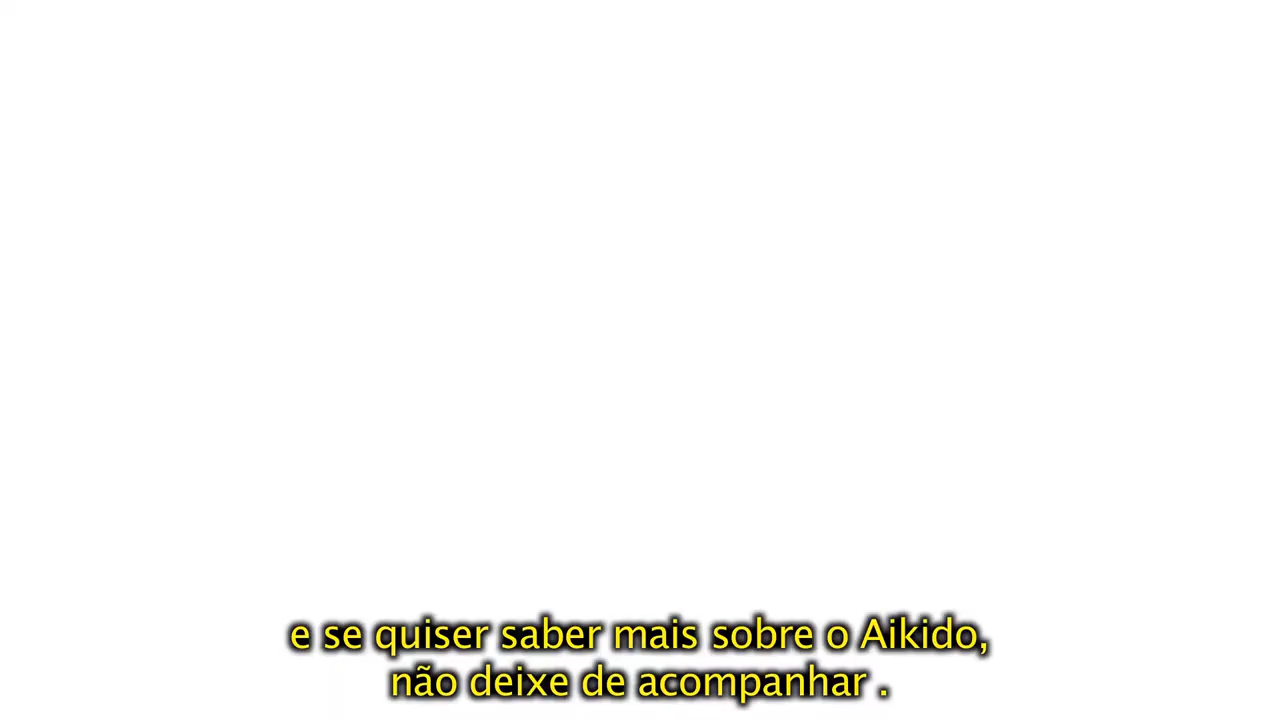 e se quiser saber mais sobre o Aikido,
não deixe de acompanhar .